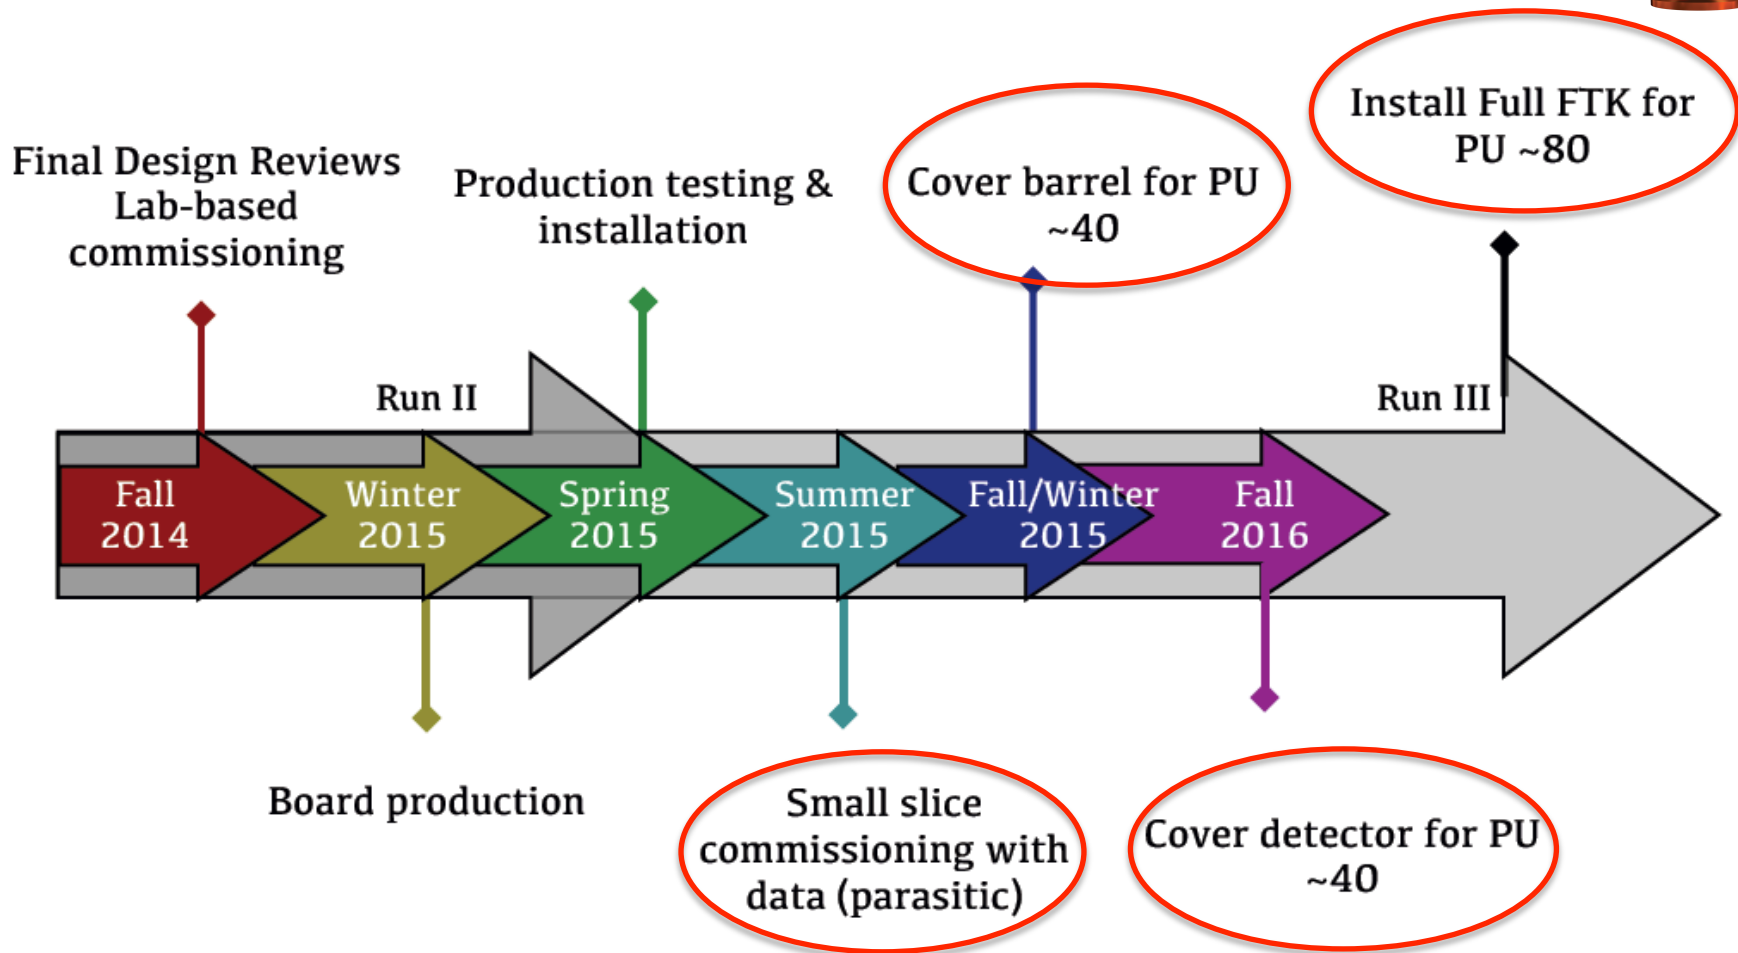 Install Full FTK for
PU ~80
Final Design Reviews
Lab-based
commissioning
Production testing &
installation
Cover barrel for PU
~40
Run II
Run III
Fall
2014
Winter
2015
Spring
2015
Summer
2015
Fall/Winter
2015
Fall
2016
Board production
Small slice
commissioning with
data (parasitic)
Cover detector for PU
~40